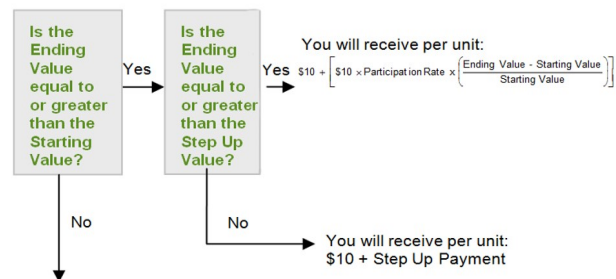 Is the
Ending
Value
equal to
or greater
than the
Starting
Value?
Yes
Is the
Ending
Value
equal to
or greater
than the
Step Up
Value?
Yes
You will receive per unit:
$10 + [ $10 × Participation Rate x ( Ending Value - Starting Value
Starting Value ) ]
No
No
You will receive per unit:
$10 + Step Up Payment